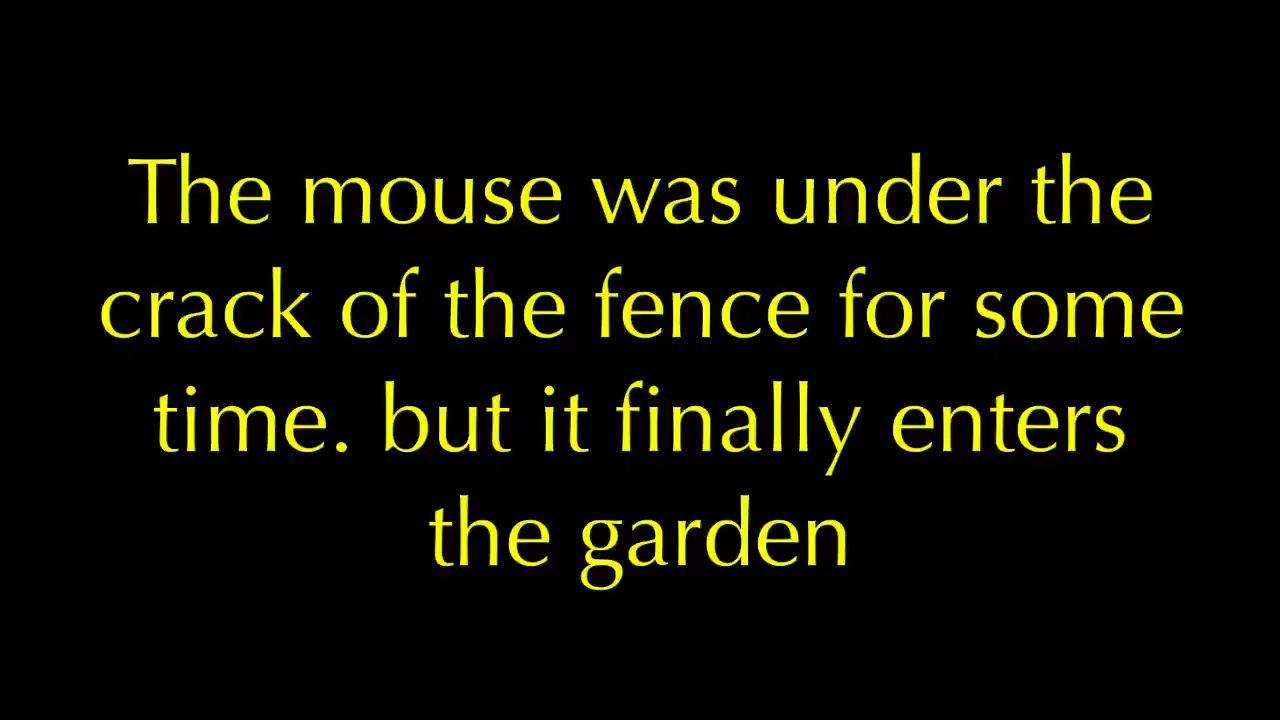 The mouse was under the
crack of the fence for some
time. but it finally enters
the garden